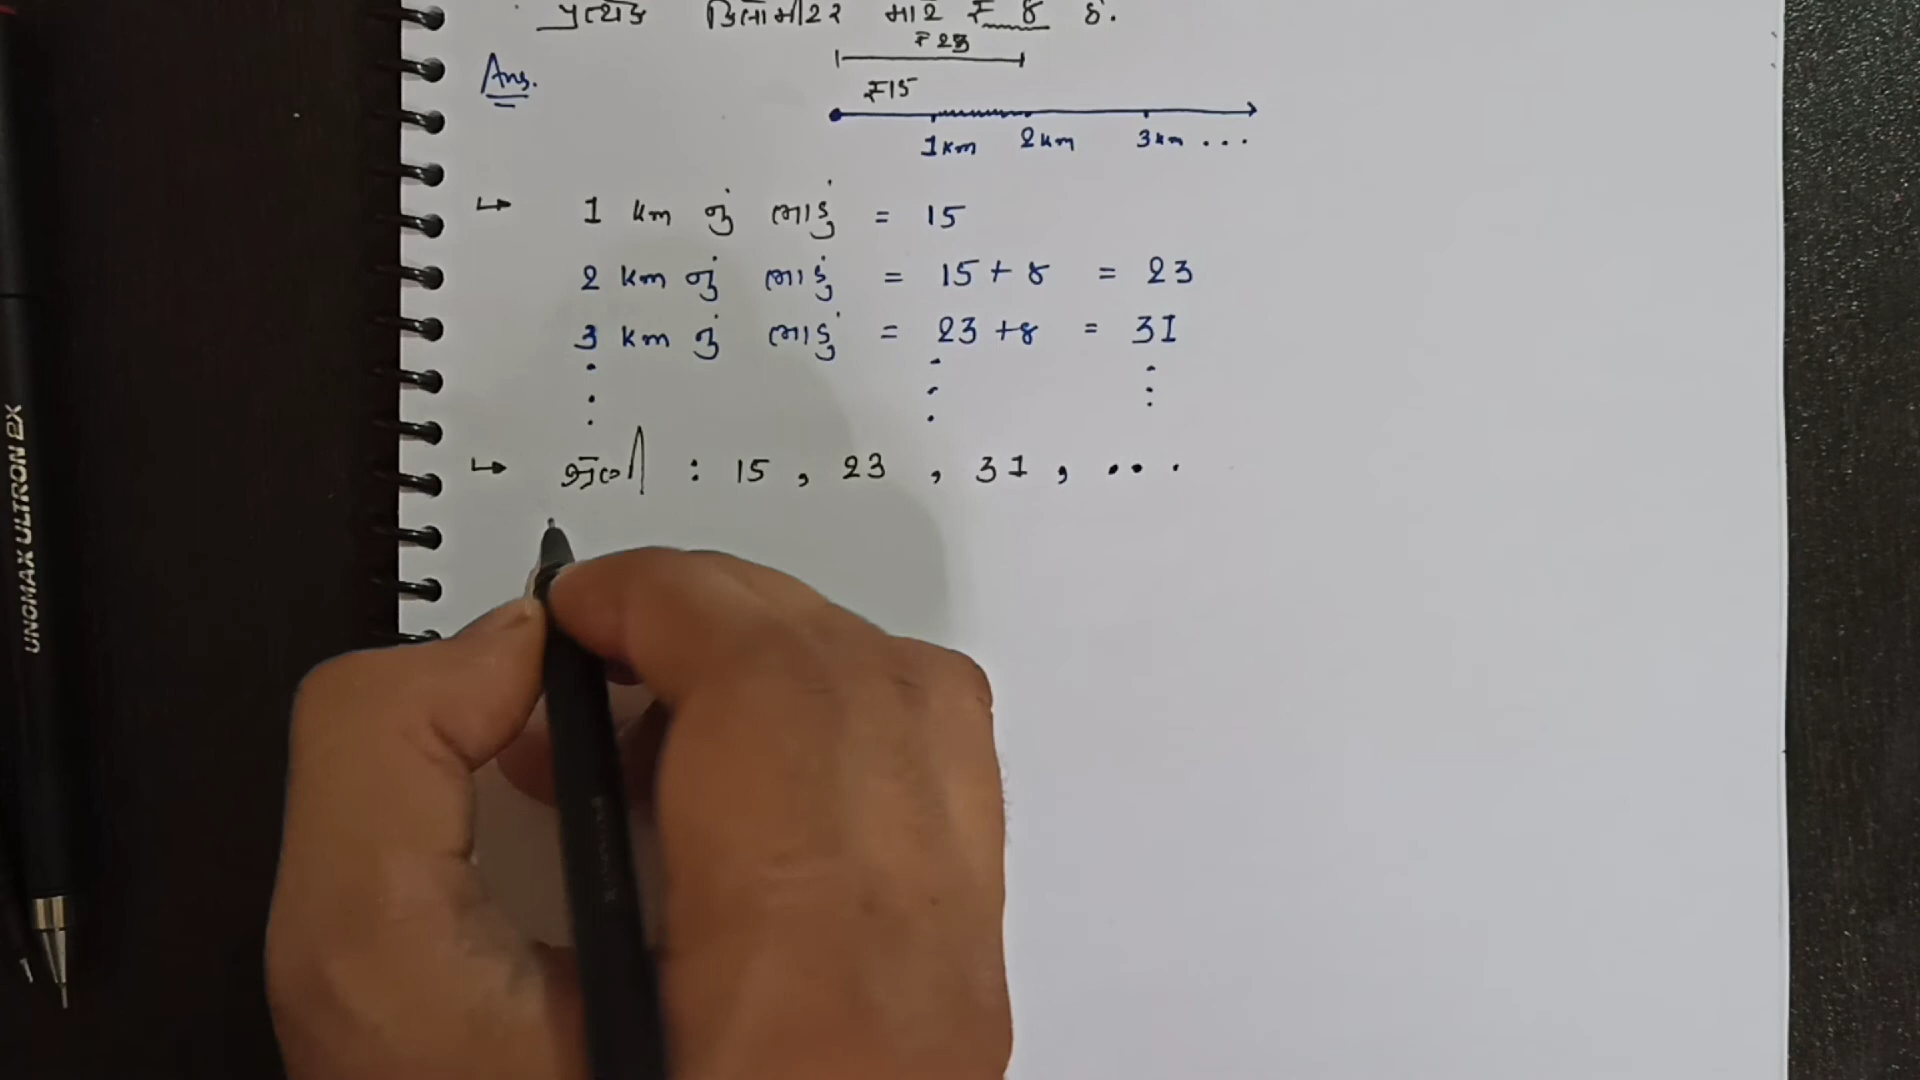 પ્રત્યેક કિલોમીટર માટે ₹ 8 છે.
₹ 23
Ans.
₹15
1km 2km 3km ...
↳ 1 km નું ભાડું = 15
2 km નું ભાડું = 15+8 = 23
3 km નું ભાડું = 23+8 = 31
↳ શ્રેણી : 15 , 23 , 31 , ...
UNOMAX ULTRON 2X